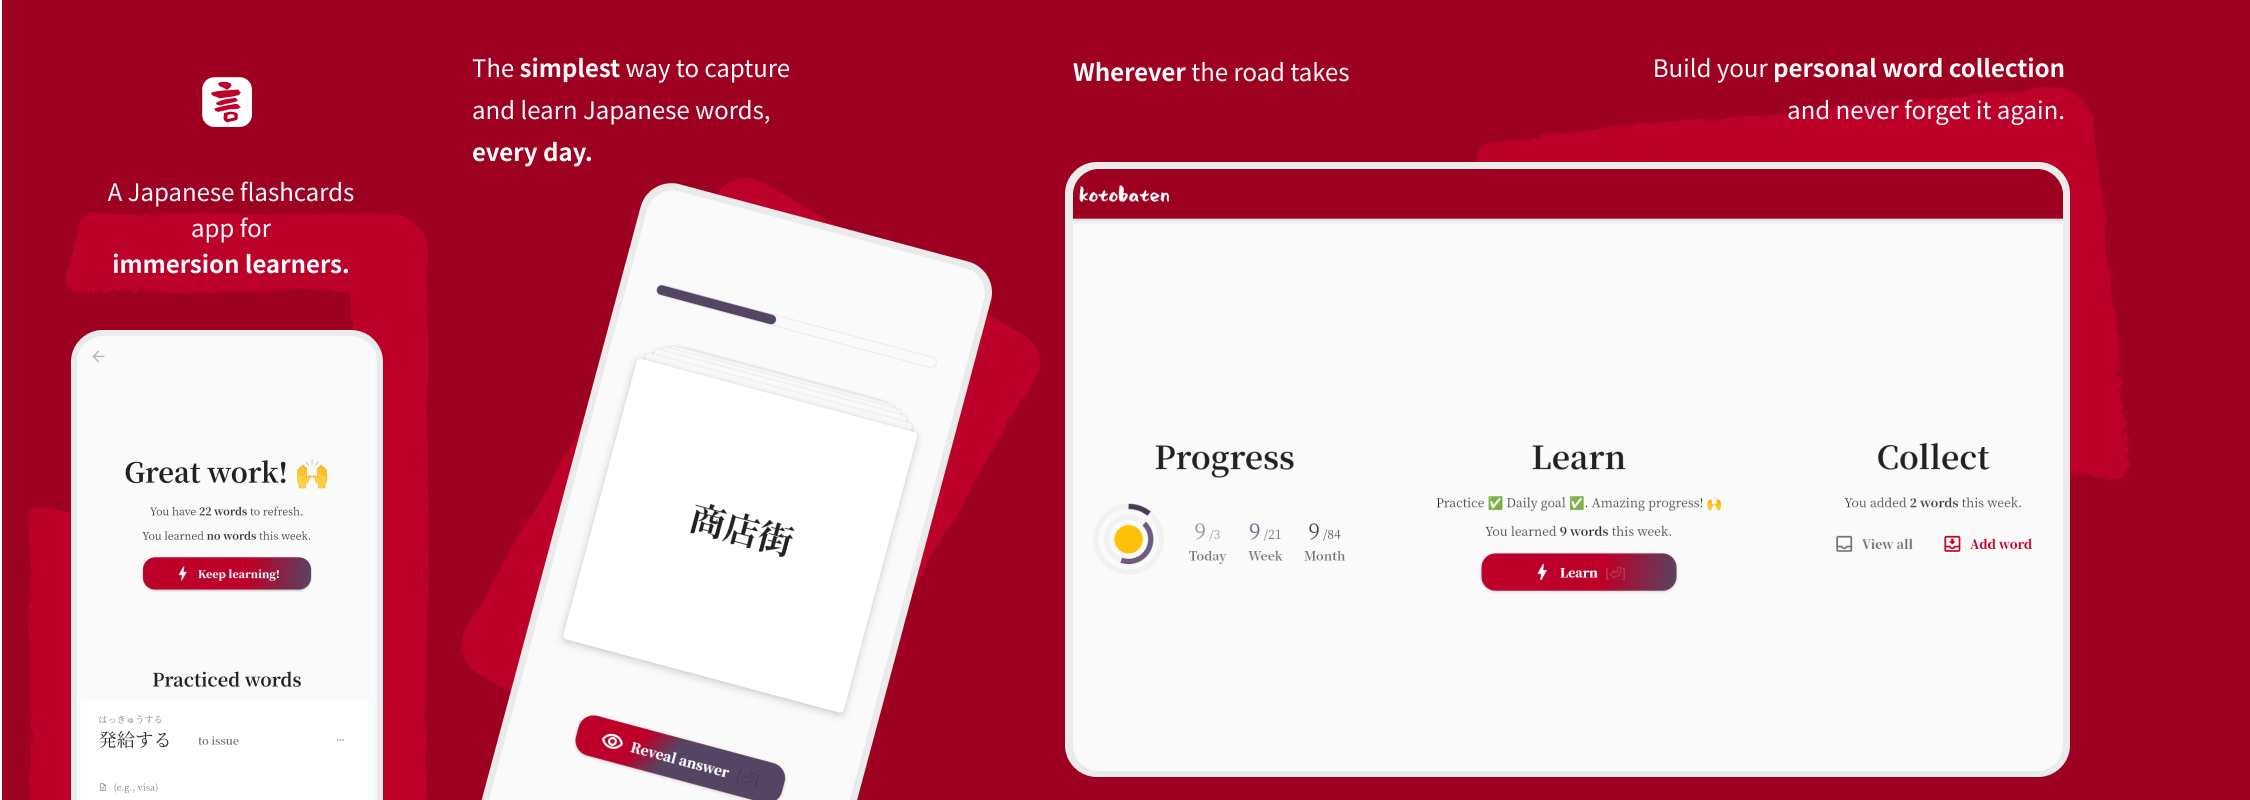 言
A Japanese flashcards
app for
immersion learners.
Great work! 🙌
You have 22 words to refresh.
You learned no words this week.
Keep learning!
Practiced words
はっきゅうする
発給する
to issue
...
(e.g., visa)
The simplest way to capture
and learn Japanese words,
every day.
商店街
Reveal answer [⏎]
Wherever the road takes
Build your personal word collection
and never forget it again.
kotobaten
Progress
9 /3
Today
9 /21
Week
9 /84
Month
Learn
Practice ✅ Daily goal ✅. Amazing progress! 🙌
You learned 9 words this week.
Learn [⏎]
Collect
You added 2 words this week.
View all
Add word